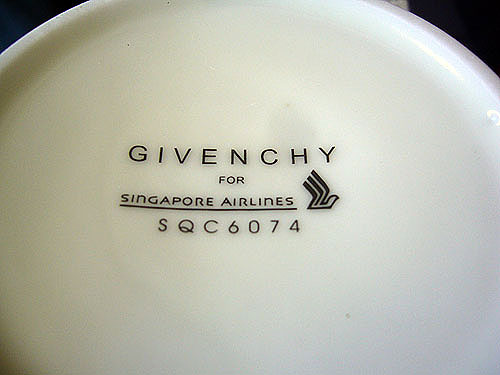 GIVENCHY
FOR
SINGAPORE AIRLINES
SQC6074